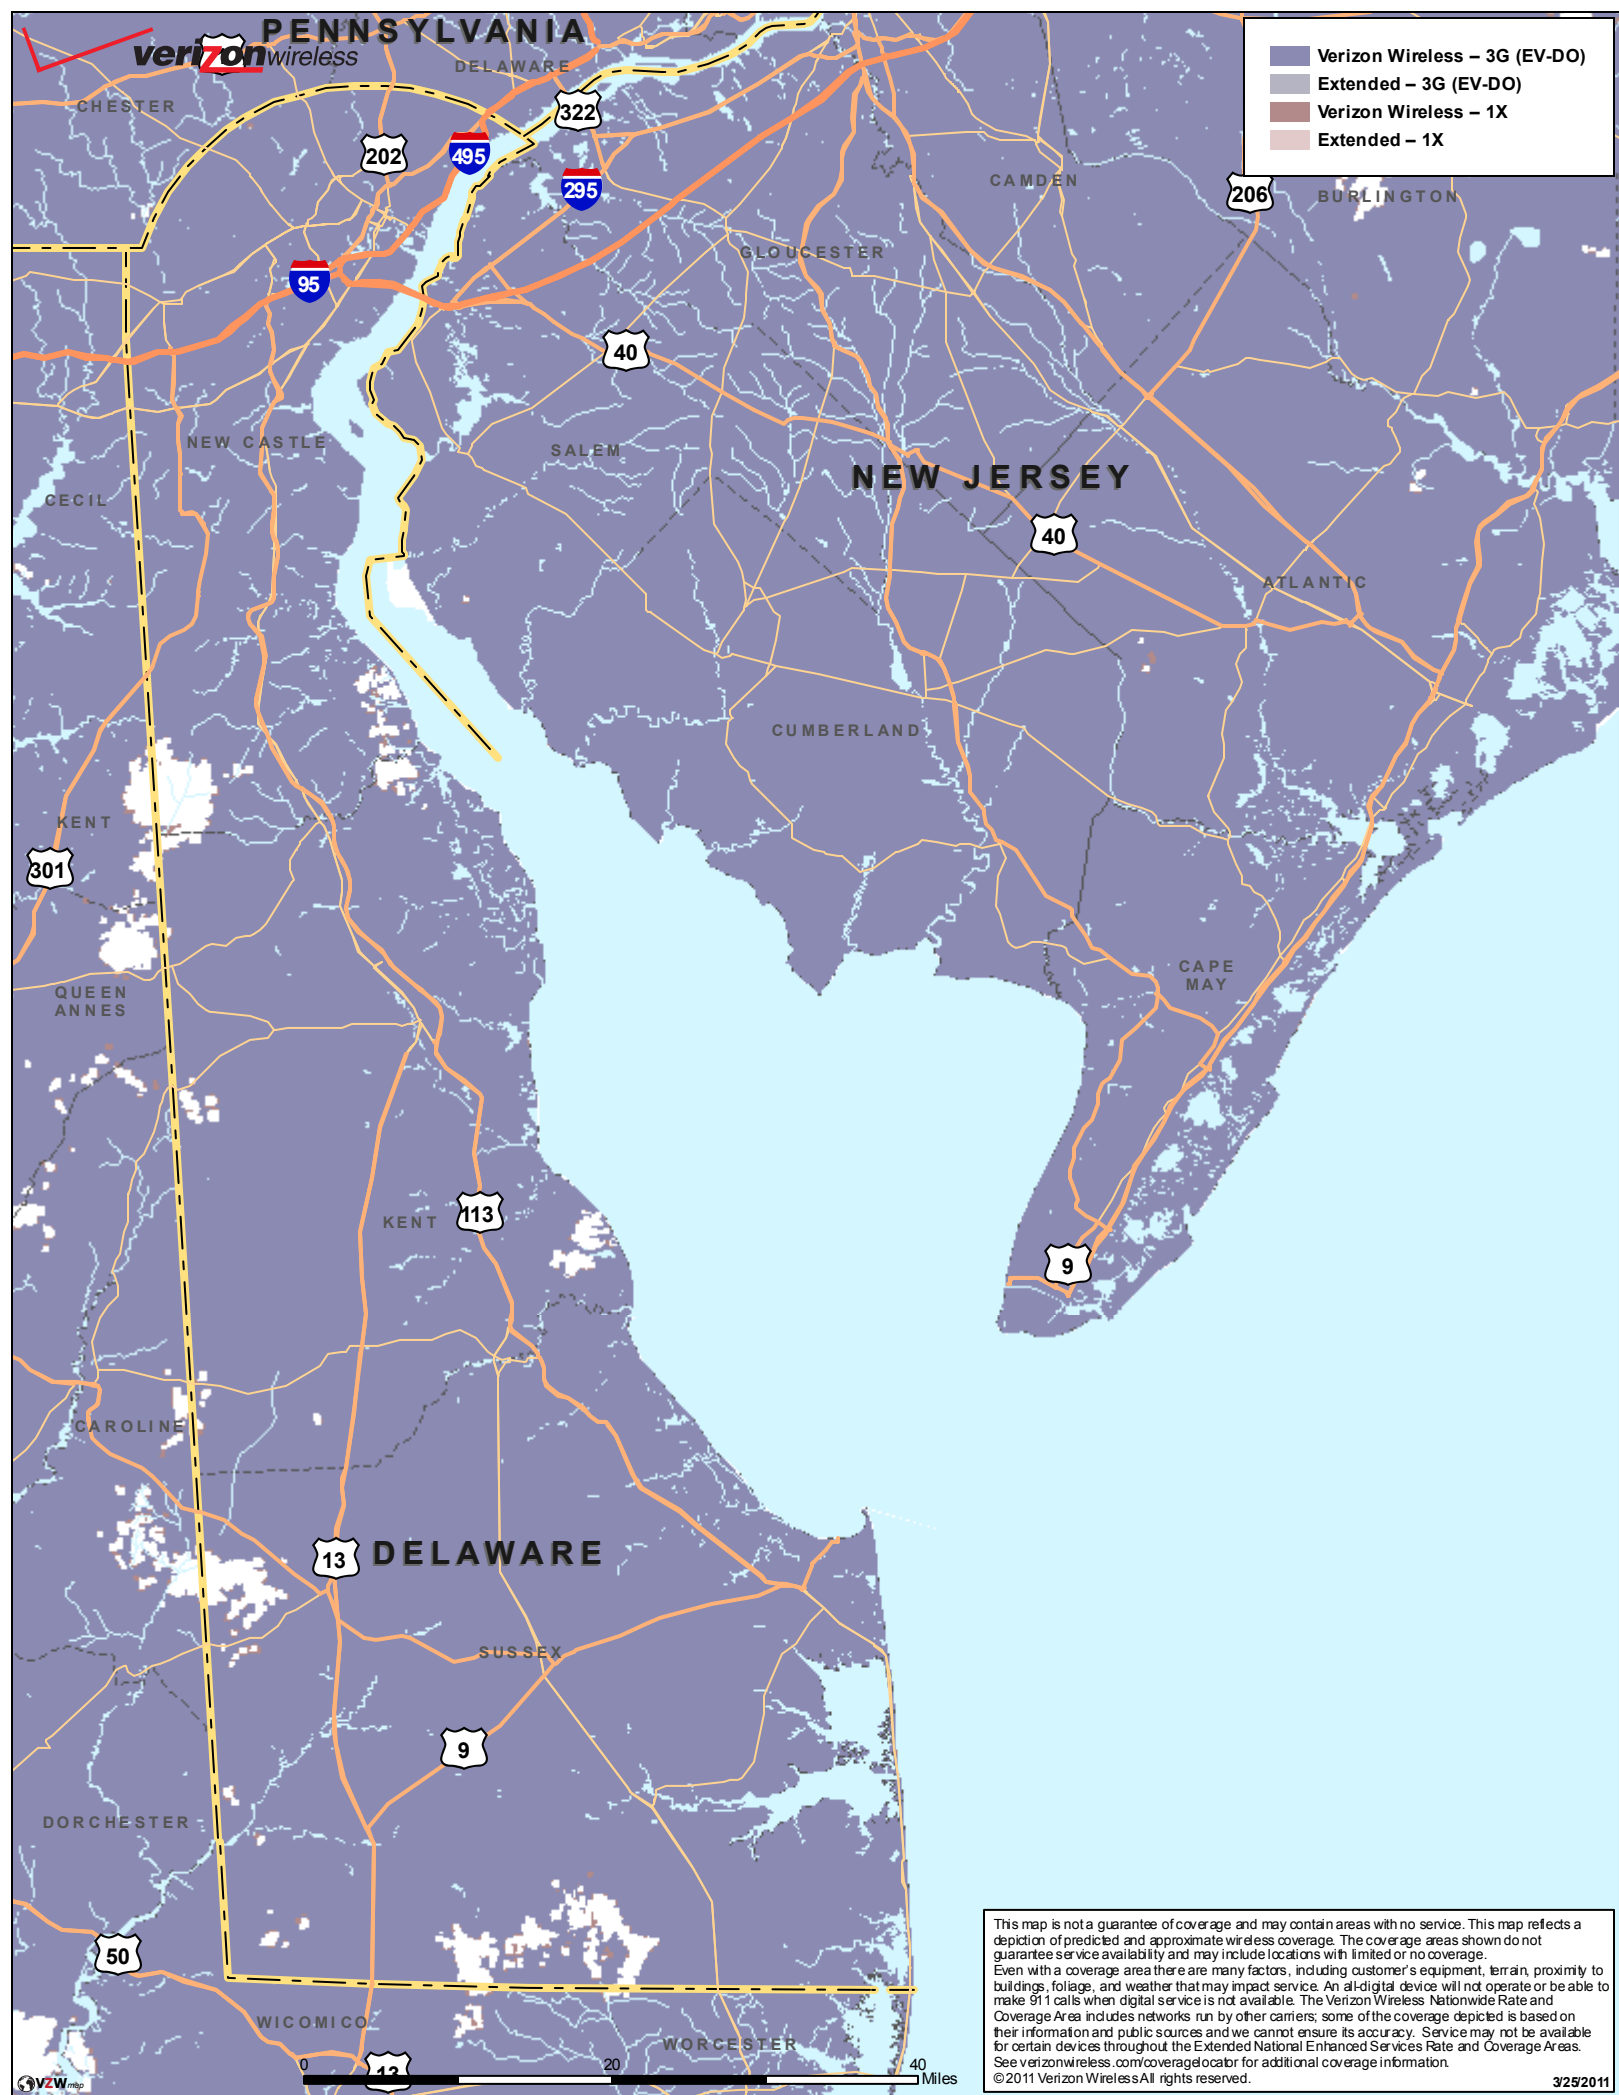 PENNSYLVANIA
verizon wireless
DELAWARE
CHESTER
Verizon Wireless – 3G (EV-DO)
Extended – 3G (EV-DO)
Verizon Wireless – 1X
Extended – 1X
322
202
495
295
CAMDEN
206
BURLINGTON
GLOUCESTER
95
40
NEW CASTLE
SALEM
NEW JERSEY
CECIL
40
ATLANTIC
CUMBERLAND
KENT
301
CAPE
MAY
QUEEN
ANNES
KENT
113
9
CAROLINE
13
DELAWARE
SUSSEX
9
DORCHESTER
50
WICOMICO
WORCESTER
13
0 20 40
Miles
VZW map
This map is not a guarantee of coverage and may contain areas with no service. This map reflects a
depiction of predicted and approximate wireless coverage. The coverage areas shown do not
guarantee service availability and may include locations with limited or no coverage.
Even with a coverage area there are many factors, including customer's equipment, terrain, proximity to
buildings, foliage, and weather that may impact service. An all-digital device will not operate or be able to
make 911 calls when digital service is not available. The Verizon Wireless Nationwide Rate and
Coverage Area includes networks run by other carriers; some of the coverage depicted is based on
their information and public sources and we cannot ensure its accuracy. Service may not be available
for certain devices throughout the Extended National Enhanced Services Rate and Coverage Areas.
See verizonwireless.com/coveragelocator for additional coverage information.
©2011 Verizon Wireless All rights reserved.
3/25/2011